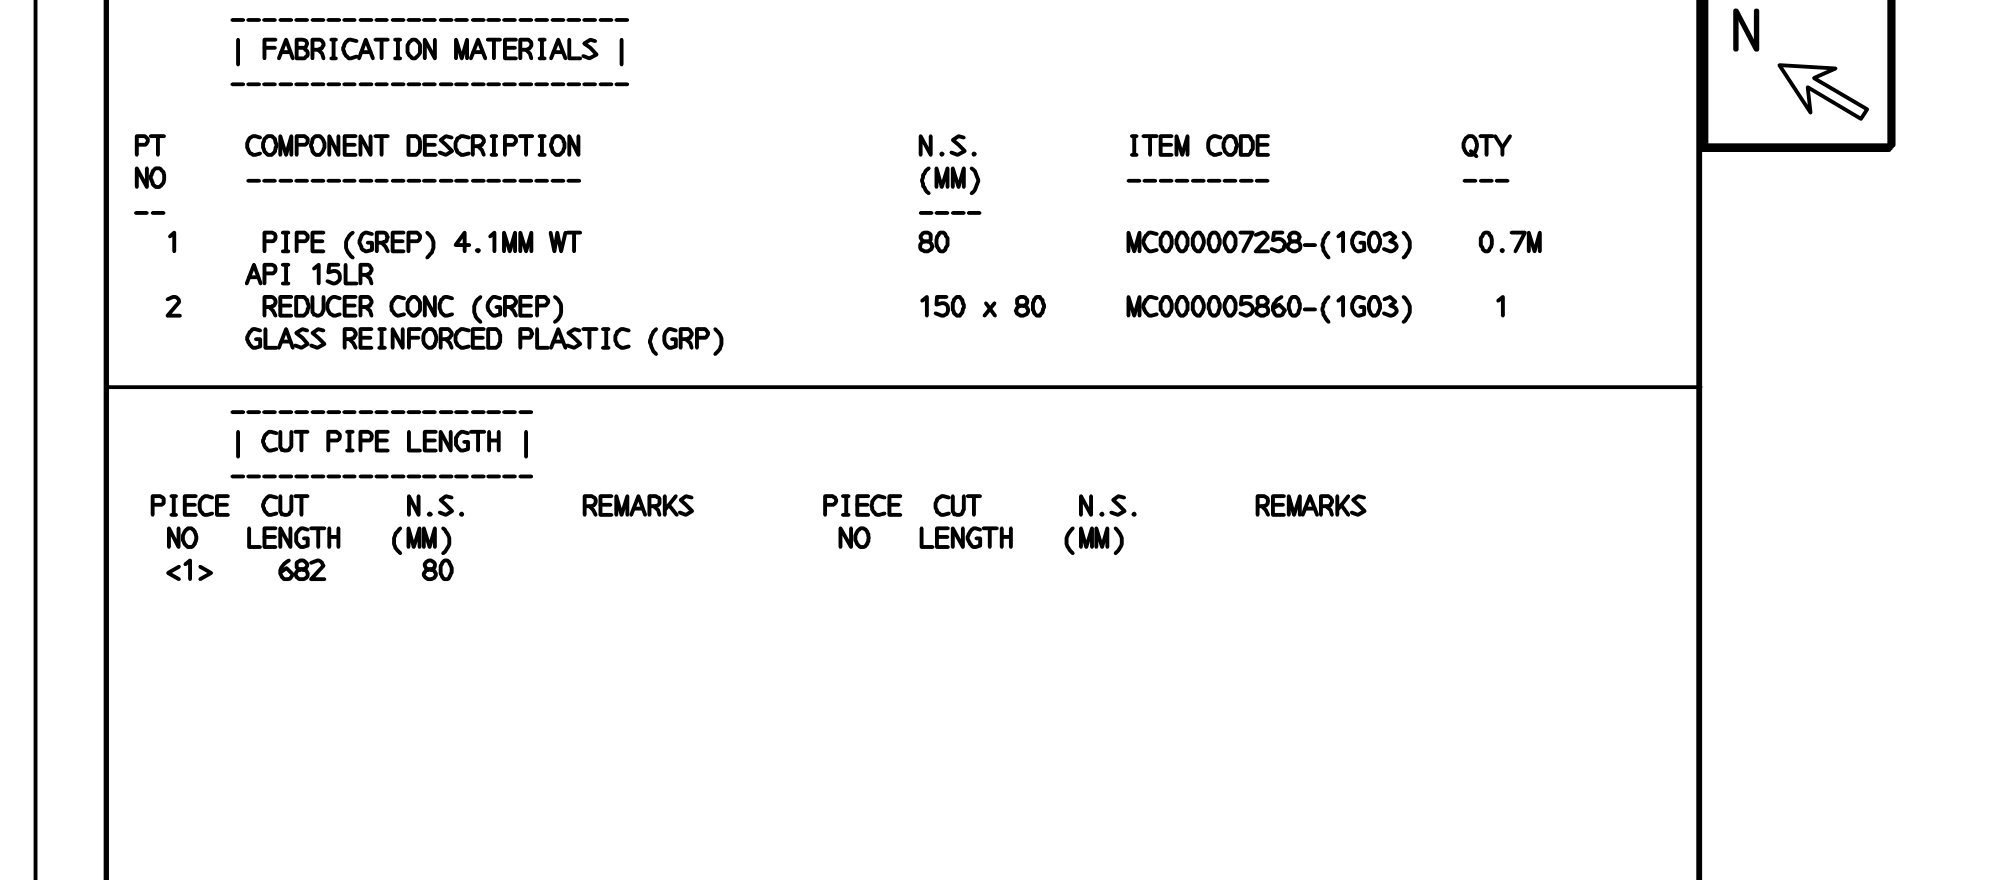 ------------------------
| FABRICATION MATERIALS |
------------------------
N
PT COMPONENT DESCRIPTION N.S. ITEM CODE QTY
NO --------------------- (MM) --------- ---
-- ----
1 PIPE (GREP) 4.1MM WT 80 MC000007258-(1G03) 0.7M
API 15LR
2 REDUCER CONC (GREP) 150 x 80 MC000005860-(1G03) 1
GLASS REINFORCED PLASTIC (GRP)
-------------------
| CUT PIPE LENGTH |
-------------------
PIECE CUT N.S. REMARKS PIECE CUT N.S. REMARKS
NO LENGTH (MM) NO LENGTH (MM)
<1> 682 80